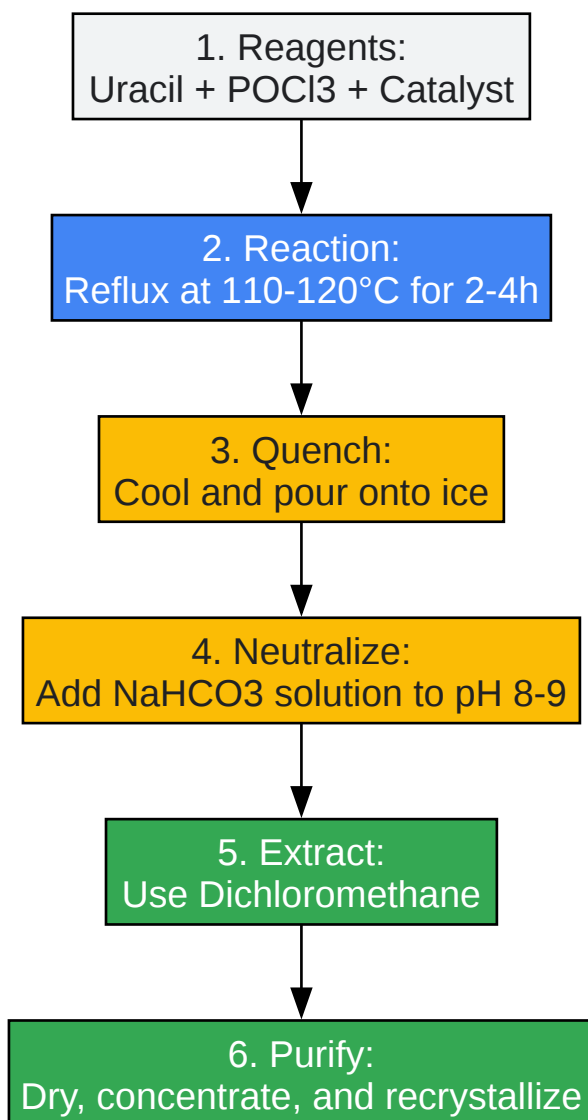 1. Reagents:
Uracil + POCl3 + Catalyst
2. Reaction:
Reflux at 110-120°C for 2-4h
3. Quench:
Cool and pour onto ice
4. Neutralize:
Add NaHCO3 solution to pH 8-9
5. Extract:
Use Dichloromethane
6. Purify:
Dry, concentrate, and recrystallize